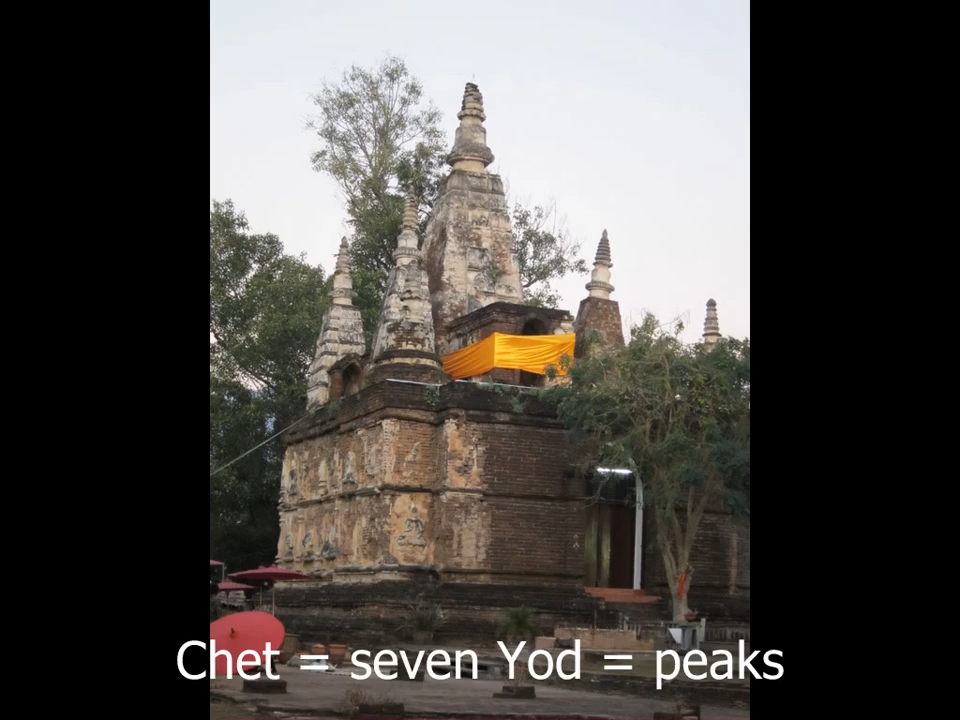 Chet = seven Yod = peaks